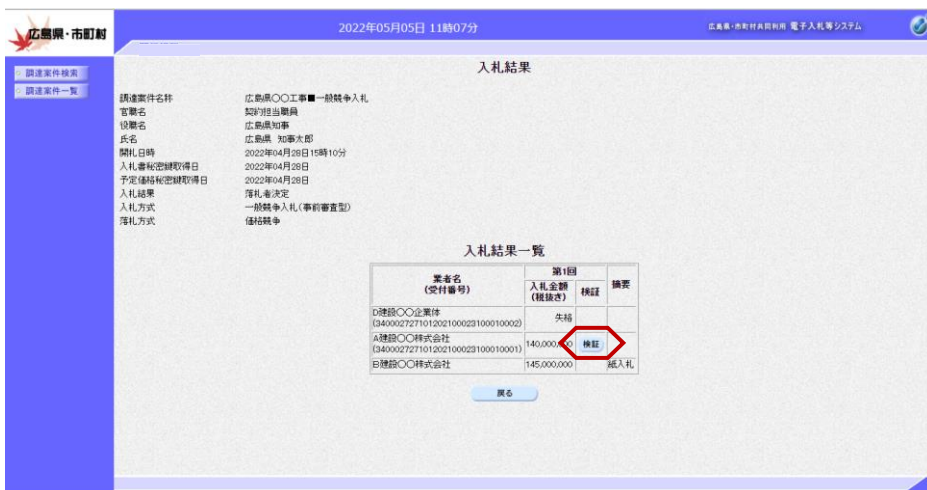 広島県・市町村
2022年05月05日 11時07分
広島県・市町村共同利用 電子入札等システム
調達案件検索
調達案件一覧
入札結果
調達案件名称 広島県〇〇工事■一般競争入札
官職名 契約担当職員
役職名 広島県知事
氏名 広島県 知事太郎
開札日時 2022年04月28日15時10分
入札書秘密鍵取得日 2022年04月28日
予定価格秘密鍵取得日 2022年04月28日
入札結果 落札者決定
入札方式 一般競争入札(事前審査型)
落札方式 価格競争
入札結果一覧
業者名
(受付番号)
第1回
入札金額
(税抜き)
検証
摘要
D建設〇〇企業体
(340002727101202100023100010002)
失格
A建設〇〇株式会社
(340002727101202100023100010001)
140,000,000
検証
B建設〇〇株式会社 145,000,000 紙入札
戻る